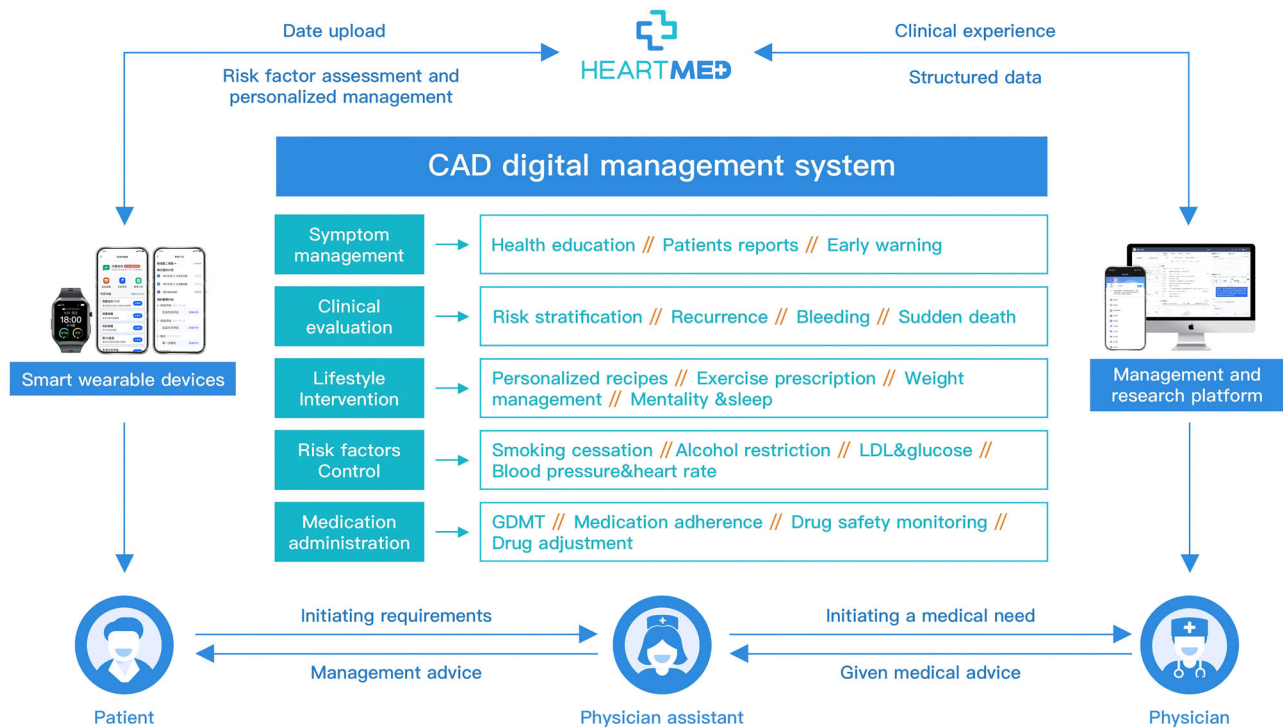 Date upload
HEARTMED
Clinical experience
Risk factor assessment and
personalized management
Structured data
CAD digital management system
Symptom
management
Health education // Patients reports // Early warning
Clinical
evaluation
Risk stratification // Recurrence // Bleeding // Sudden death
18:00
Smart wearable devices
Lifestyle
Intervention
Personalized recipes // Exercise prescription // Weight
management // Mentality &sleep
Management and
research platform
Risk factors
Control
Smoking cessation //Alcohol restriction // LDL&glucose //
Blood pressure&heart rate
Medication
administration
GDMT // Medication adherence // Drug safety monitoring //
Drug adjustment
Initiating requirements
Management advice
Initiating a medical need
Given medical advice
Patient
Physician assistant
Physician